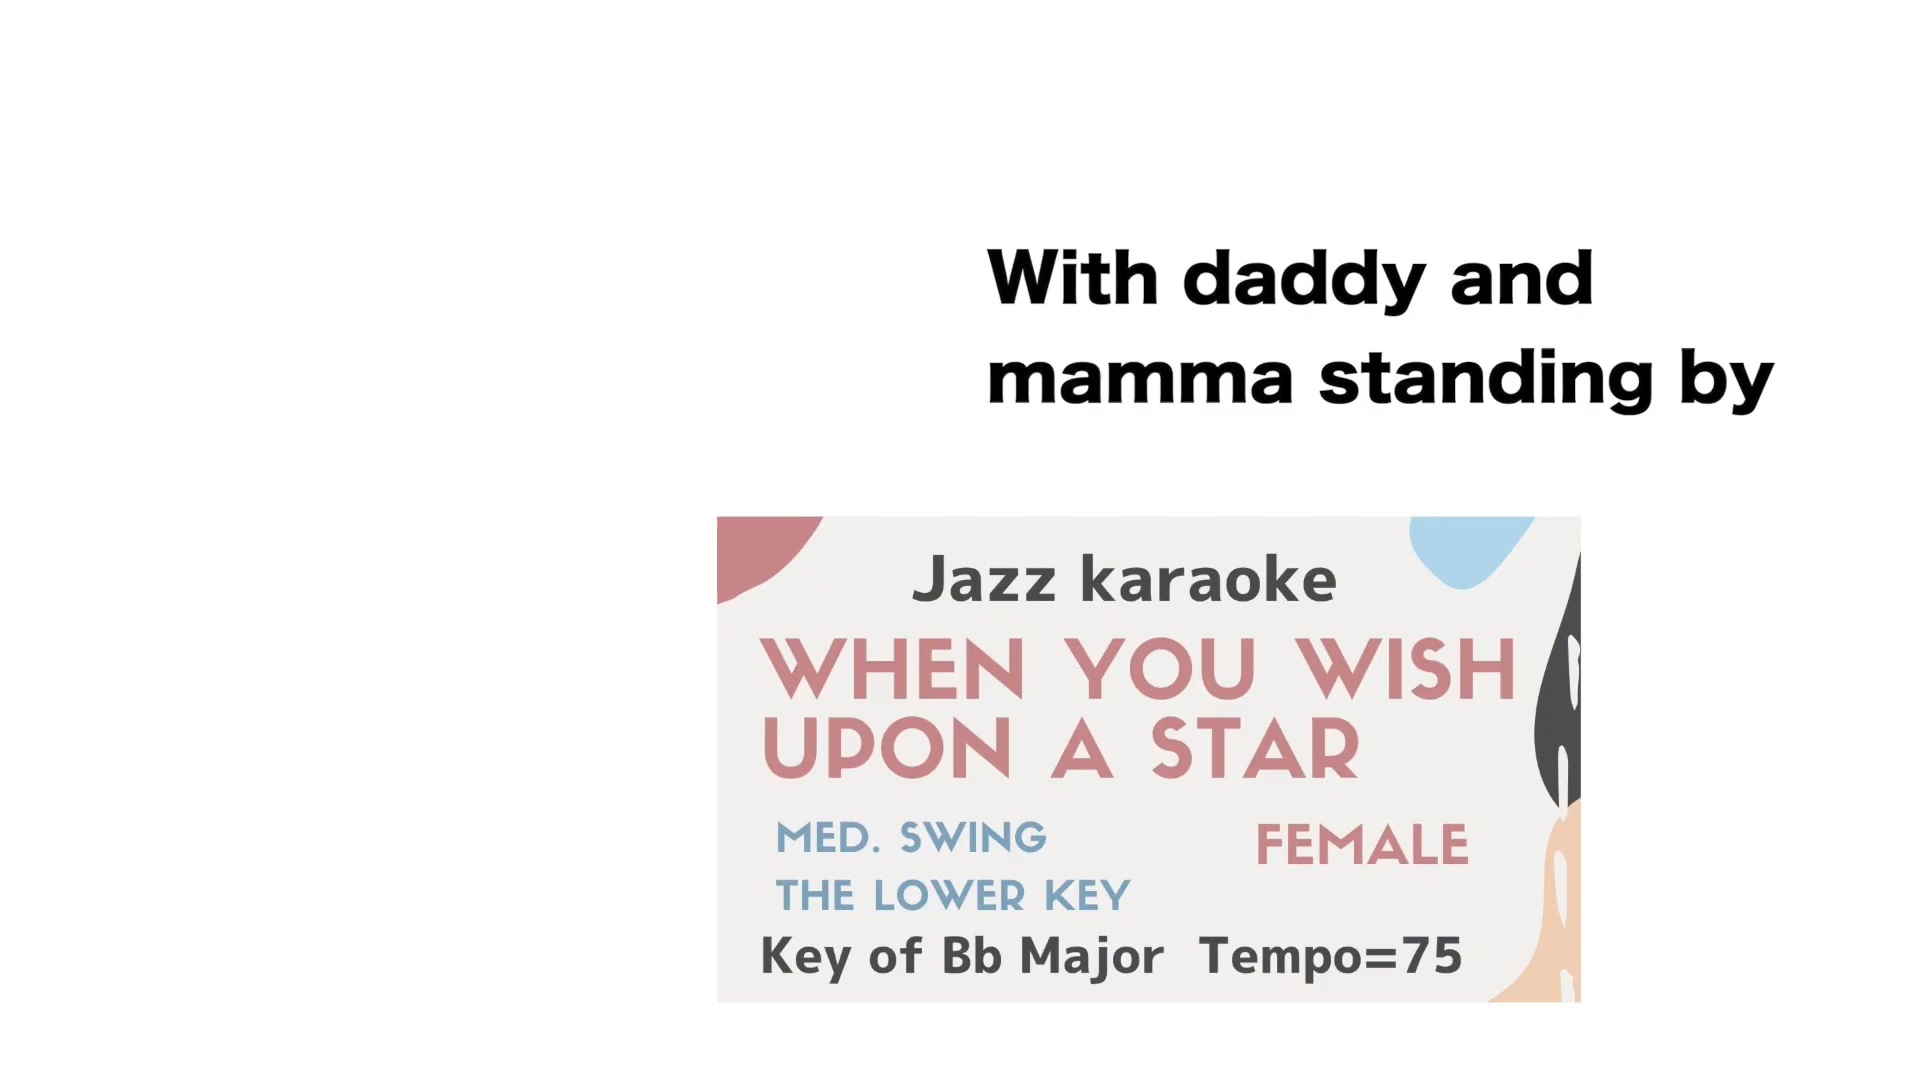 With daddy and
mamma standing by
Jazz karaoke
WHEN YOU WISH
UPON A STAR
MED. SWING
FEMALE
THE LOWER KEY
Key of Bb Major Tempo=75